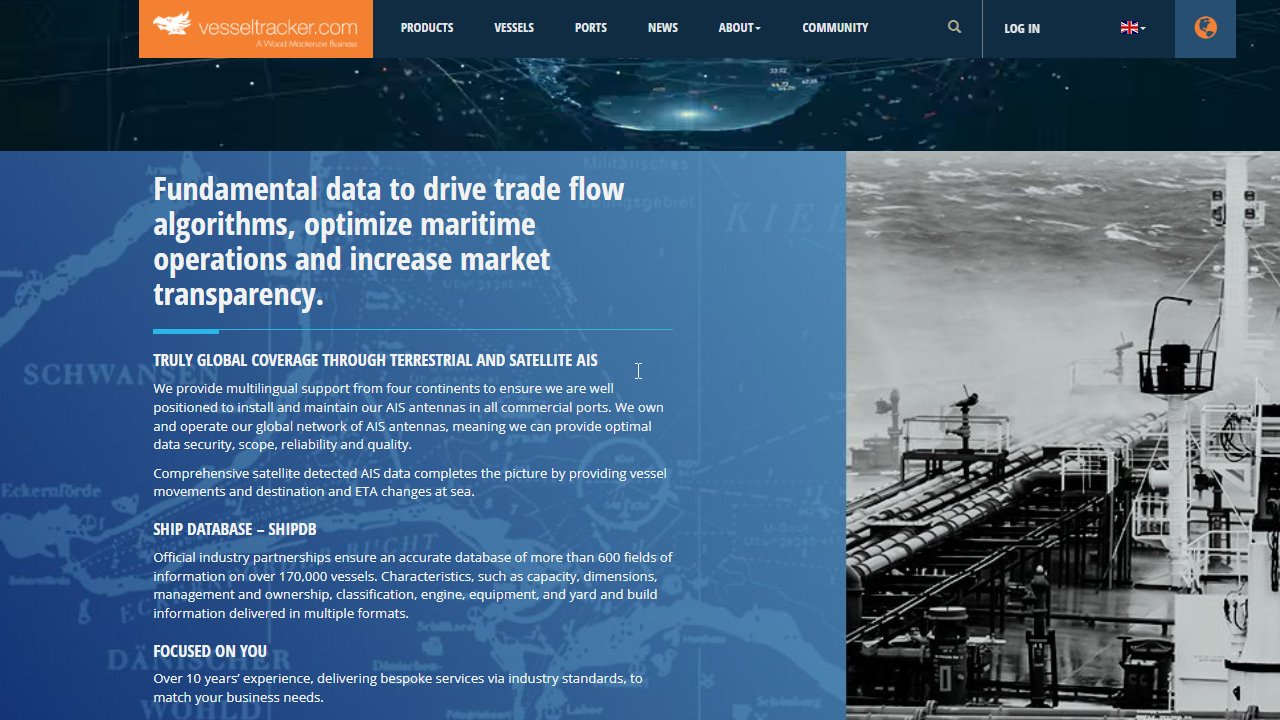 vesseltracker.com
A Wood Mackenzie Business
PRODUCTS
VESSELS
PORTS
NEWS
ABOUT
COMMUNITY
LOG IN
Fundamental data to drive trade flow
algorithms, optimize maritime
operations and increase market
transparency.
TRULY GLOBAL COVERAGE THROUGH TERRESTRIAL AND SATELLITE AIS
We provide multilingual support from four continents to ensure we are well
positioned to install and maintain our AIS antennas in all commercial ports. We own
and operate our global network of AIS antennas, meaning we can provide optimal
data security, scope, reliability and quality.
Comprehensive satellite detected AIS data completes the picture by providing vessel
movements and destination and ETA changes at sea.
SHIP DATABASE – SHIPDB
Official industry partnerships ensure an accurate database of more than 600 fields of
information on over 170,000 vessels. Characteristics, such as capacity, dimensions,
management and ownership, classification, engine, equipment, and yard and build
information delivered in multiple formats.
FOCUSED ON YOU
Over 10 years’ experience, delivering bespoke services via industry standards, to
match your business needs.
Militärisches
Übungsgebiet
KIEL
SCHWANSEN
Eckernförde
DÄNISCHER
WOHLD